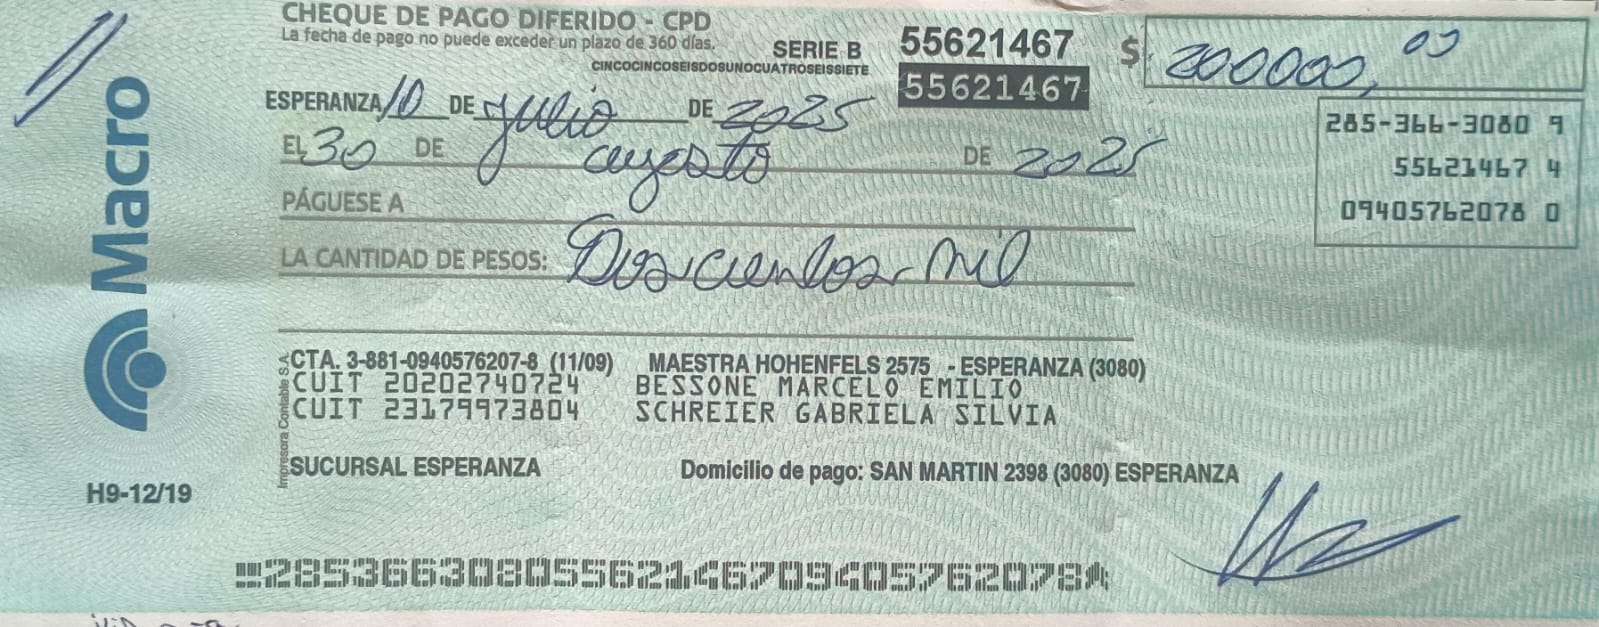 CHEQUE DE PAGO DIFERIDO - CPD
La fecha de pago no puede exceder un plazo de 360 días.
SERIE B 55621467
CINCOCINCOSEISDOSUNOCUATROSEISSIETE
55621467
$ 200000,00
ESPERANZA, 10 DE julio DE 2025
EL 30 DE agosto DE 2025
285-366-3080 9
55621467 4
09405762078 0
PÁGUESE A
LA CANTIDAD DE PESOS: Doscientos mil
CTA. 3-881-0940576207-8 (11/09) MAESTRA HOHENFELS 2575 - ESPERANZA (3080)
CUIT 20202740724 BESSONE MARCELO EMILIO
CUIT 23179973804 SCHREIER GABRIELA SILVIA
SUCURSAL ESPERANZA Domicilio de pago: SAN MARTIN 2398 (3080) ESPERANZA
Impresora Contable S.A.
Macro
H9-12/19
28536630805562146709405762078